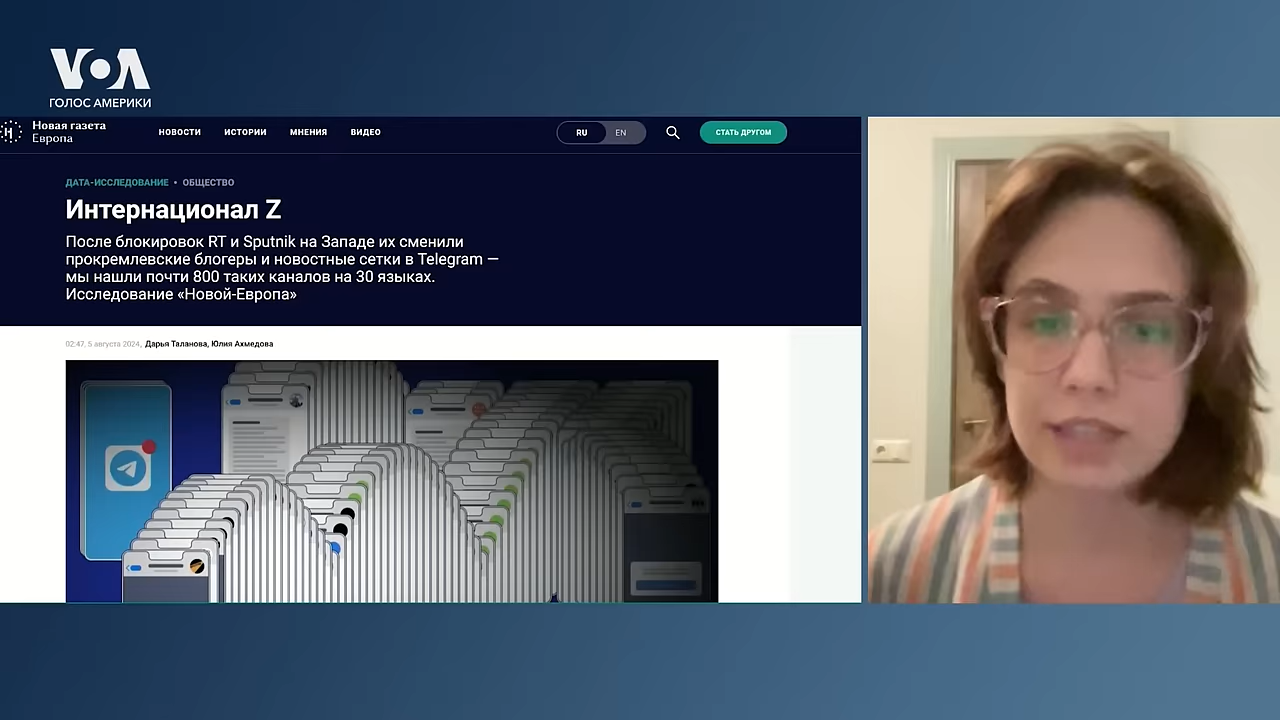 VOA
ГОЛОС АМЕРИКИ
Новая газета
Европа
НОВОСТИ ИСТОРИИ МНЕНИЯ ВИДЕО RU EN СТАТЬ ДРУГОМ
ДАТА-ИССЛЕДОВАНИЕ • ОБЩЕСТВО
Интернационал Z
После блокировок RT и Sputnik на Западе их сменили
прокремлевские блогеры и новостные сетки в Telegram —
мы нашли почти 800 таких каналов на 30 языках.
Исследование «Новой-Европа»
02:47, 5 августа 2024, Дарья Таланова, Юлия Ахмедова